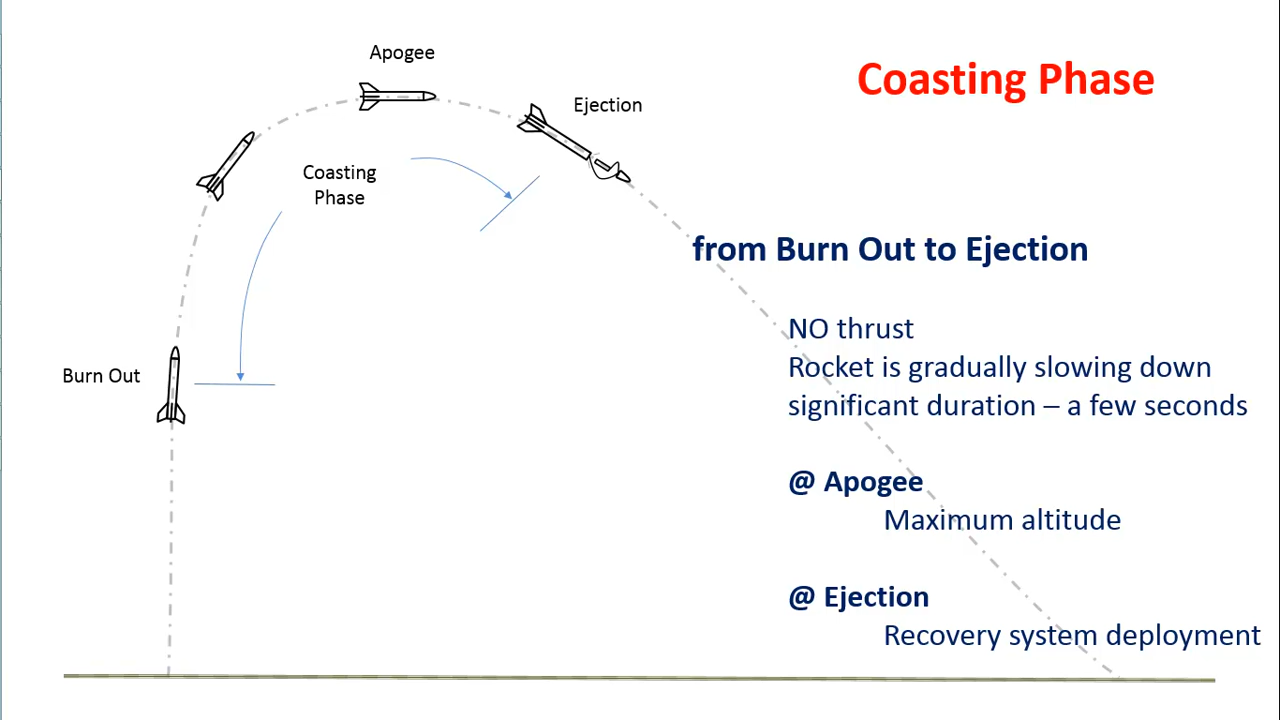 Coasting Phase
Apogee
Ejection
Coasting
Phase
Burn Out
from Burn Out to Ejection
NO thrust
Rocket is gradually slowing down
significant duration – a few seconds
@ Apogee
Maximum altitude
@ Ejection
Recovery system deployment